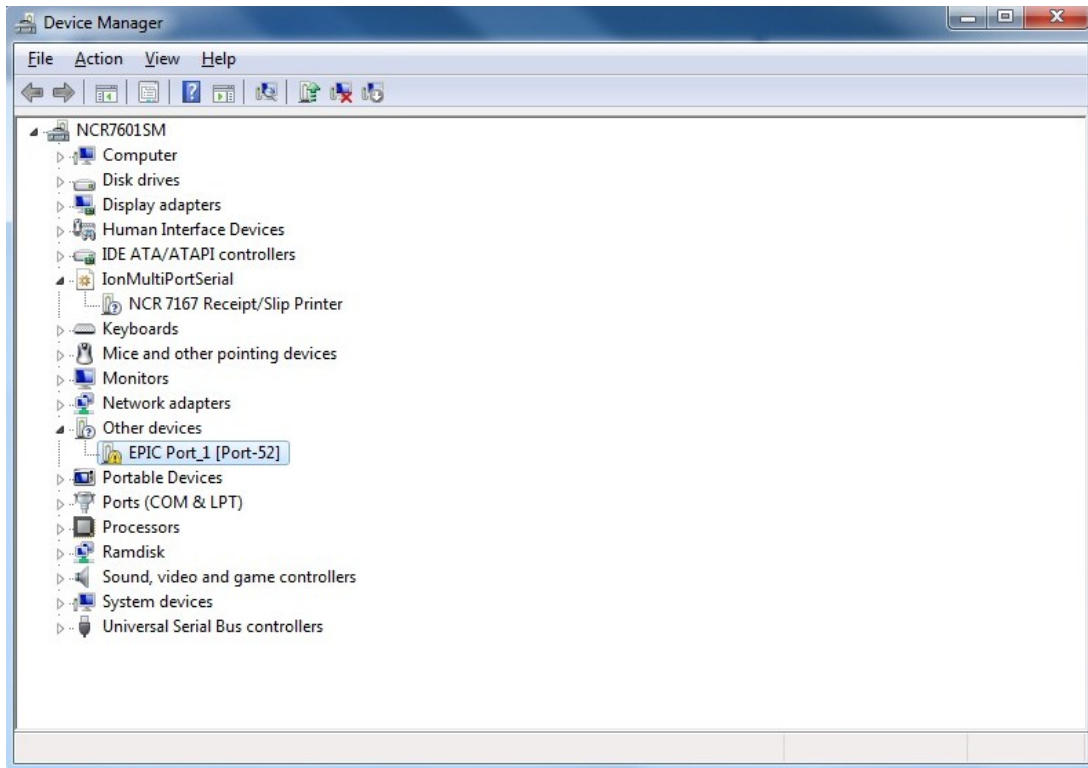 Device Manager
File Action View Help
NCR7601SM
Computer
Disk drives
Display adapters
Human Interface Devices
IDE ATA/ATAPI controllers
IonMultiPortSerial
NCR 7167 Receipt/Slip Printer
Keyboards
Mice and other pointing devices
Monitors
Network adapters
Other devices
EPIC Port_1 [Port-52]
Portable Devices
Ports (COM & LPT)
Processors
Ramdisk
Sound, video and game controllers
System devices
Universal Serial Bus controllers